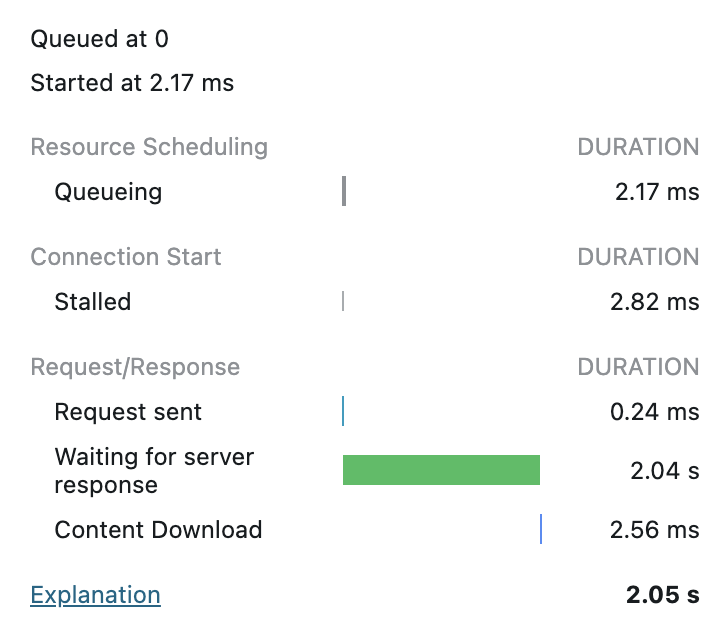 Queued at 0
Started at 2.17 ms
Resource Scheduling DURATION
Queueing 2.17 ms
Connection Start DURATION
Stalled 2.82 ms
Request/Response DURATION
Request sent 0.24 ms
Waiting for server
response 2.04 s
Content Download 2.56 ms
Explanation 2.05 s